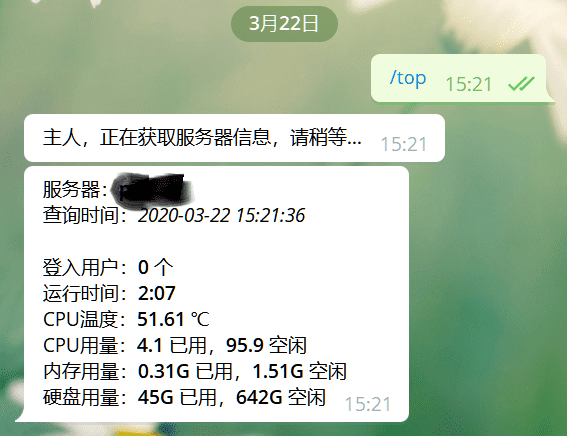 3月22日
/top 15:21
主人，正在获取服务器信息，请稍等... 15:21
服务器：
查询时间：2020-03-22 15:21:36
登入用户：0 个
运行时间：2:07
CPU温度：51.61 ℃
CPU用量：4.1 已用，95.9 空闲
内存用量：0.31G 已用，1.51G 空闲
硬盘用量：45G 已用，642G 空闲 15:21